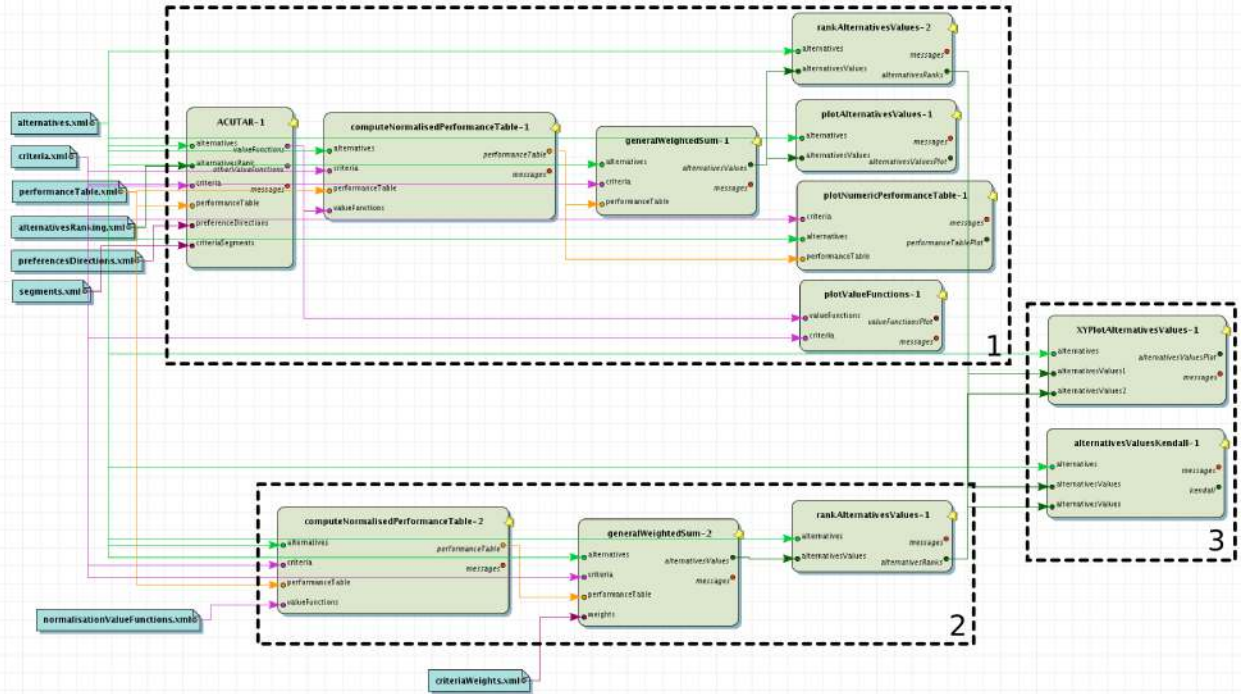 alternatives.xml
criteria.xml
performanceTable.xml
alternativesRanking.xml
preferencesDirections.xml
segments.xml
ACUTAR-1
alternatives
valueFunctions
alternativesRank
otherValueFunctions
criteria
messages
performanceTable
preferenceDirections
criteriaSegments
computeNormalisedPerformanceTable-1
alternatives
performanceTable
criteria
messages
performanceTable
valueFunctions
generalWeightedSum-1
alternatives
alternativesValues
criteria
messages
performanceTable
rankAlternativesValues-2
alternatives
messages
alternativesValues
alternativesRanks
plotAlternativesValues-1
alternatives
messages
alternativesValues
alternativesValuesPlot
plotNumericPerformanceTable-1
criteria
messages
alternatives
performanceTablePlot
performanceTable
plotValueFunctions-1
valueFunctions
valueFunctionsPlot
criteria
messages
1
XYPlotAlternativesValues-1
alternatives
alternativesValuesPlot
alternativesValues1
messages
alternativesValues2
alternativesValuesKendall-1
alternatives
messages
alternativesValues
kendall
alternativesValues
3
computeNormalisedPerformanceTable-2
alternatives
performanceTable
criteria
messages
performanceTable
valueFunctions
generalWeightedSum-2
alternatives
alternativesValues
criteria
messages
performanceTable
weights
rankAlternativesValues-1
alternatives
messages
alternativesValues
alternativesRanks
2
normalisationValueFunctions.xml
criteriaWeights.xml